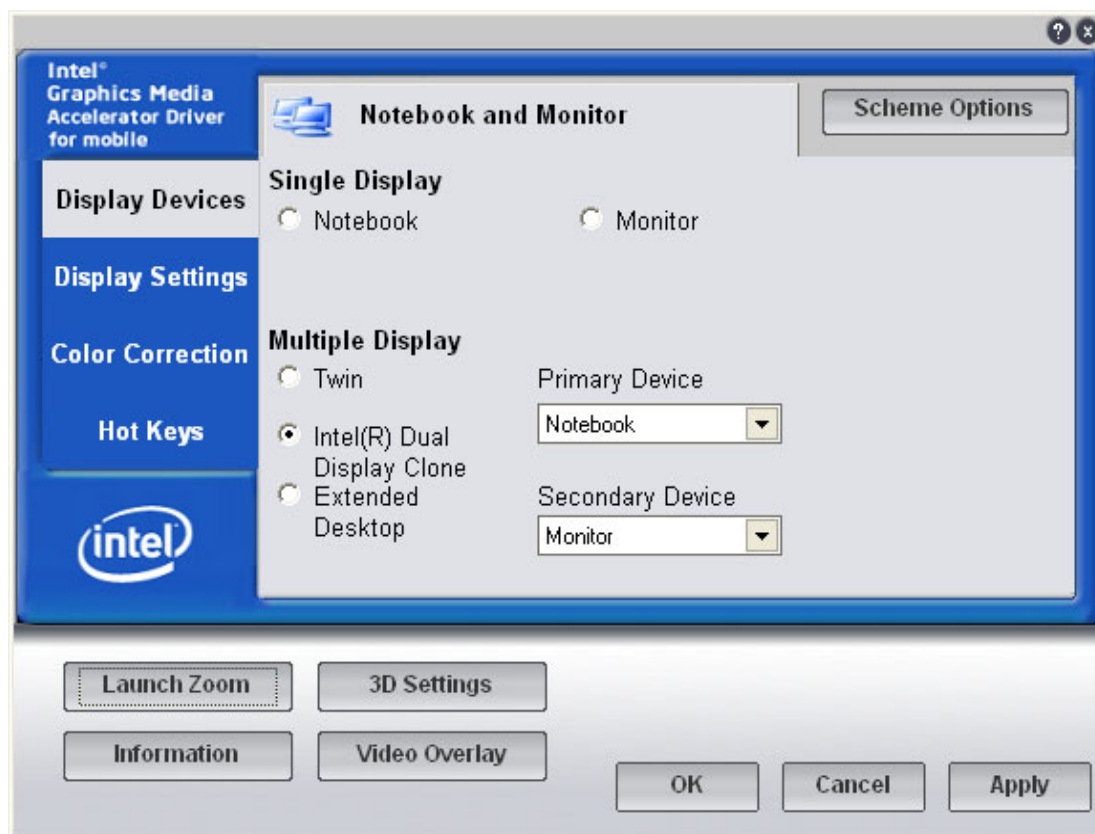 Intel®
Graphics Media
Accelerator Driver
for mobile
Notebook and Monitor
Scheme Options
Display Devices
Display Settings
Color Correction
Hot Keys
intel
Single Display
Notebook
Monitor
Multiple Display
Twin
Intel(R) Dual
Display Clone
Extended
Desktop
Primary Device
Notebook
Secondary Device
Monitor
Launch Zoom
3D Settings
Information
Video Overlay
OK
Cancel
Apply